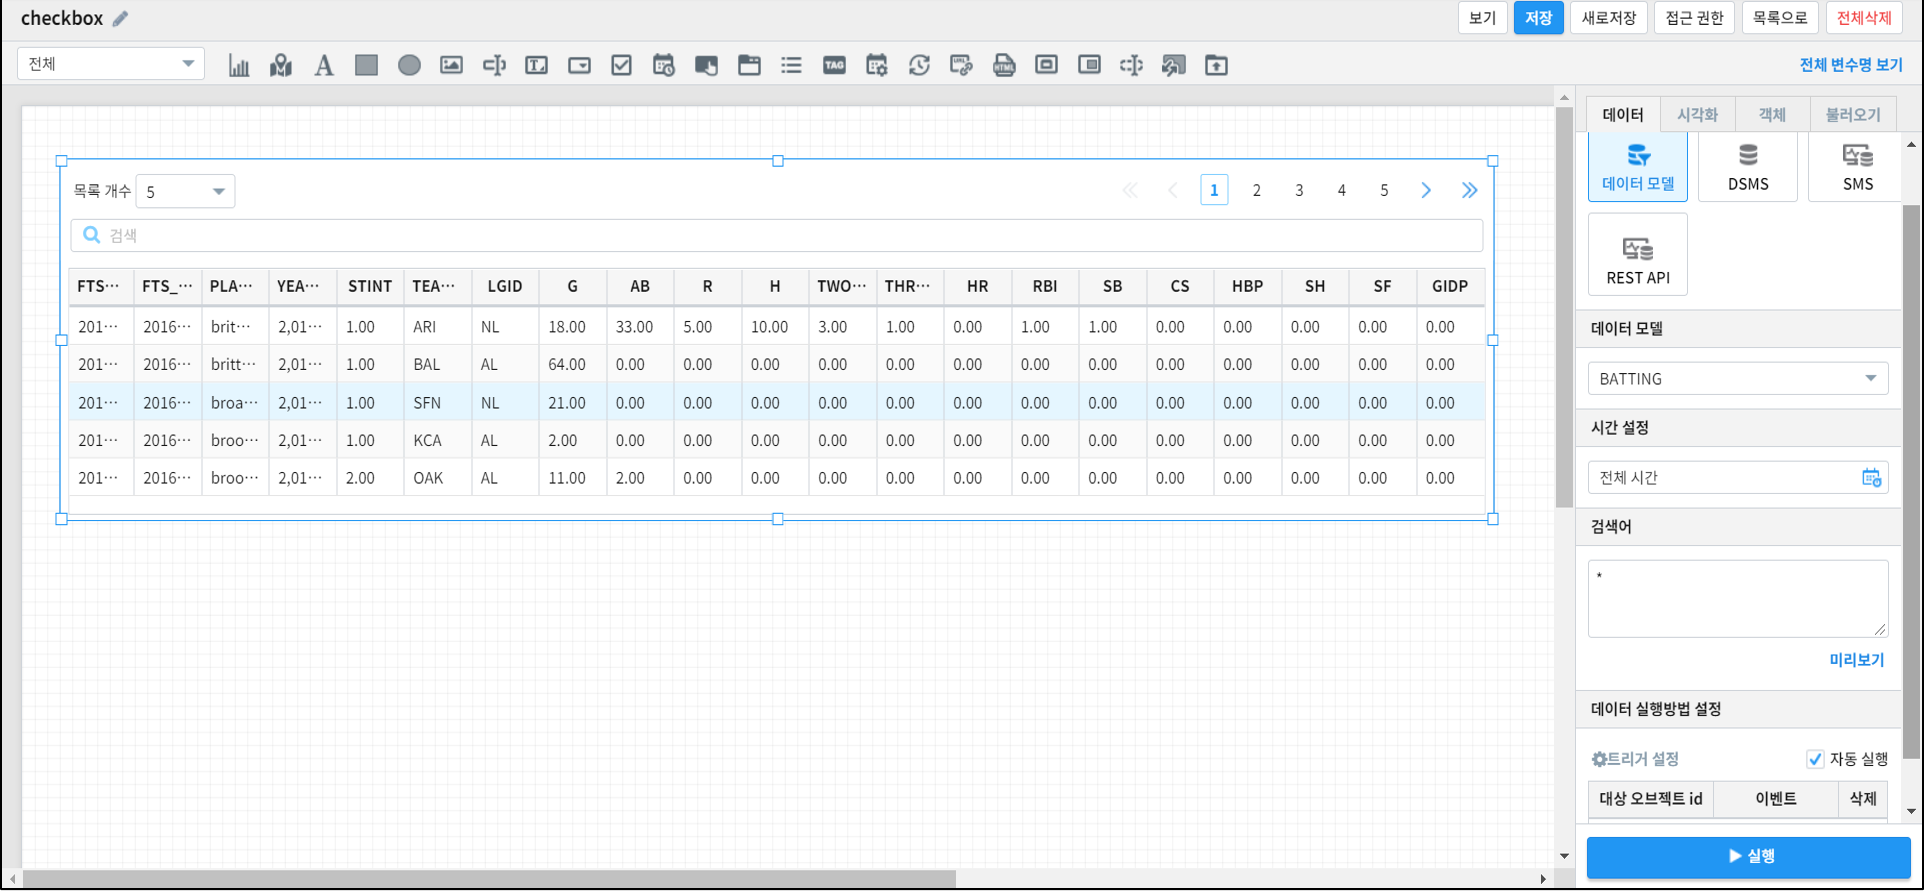 checkbox 보기 저장 새로저장 접근 권한 목록으로 전체삭제
전체 TAG URL HTML 전체 변수명 보기
데이터 시각화 객체 불러오기
데이터 모델 DSMS SMS
REST API
목록 개수 5 1 2 3 4 5
검색
FTS··· FTS_··· PLA··· YEA··· STINT TEA··· LGID G AB R H TWO··· THR··· HR RBI SB CS HBP SH SF GIDP
201··· 2016··· brit··· 2,01··· 1.00 ARI NL 18.00 33.00 5.00 10.00 3.00 1.00 0.00 1.00 1.00 0.00 0.00 0.00 0.00 0.00
201··· 2016··· britt··· 2,01··· 1.00 BAL AL 64.00 0.00 0.00 0.00 0.00 0.00 0.00 0.00 0.00 0.00 0.00 0.00 0.00 0.00
201··· 2016··· broa··· 2,01··· 1.00 SFN NL 21.00 0.00 0.00 0.00 0.00 0.00 0.00 0.00 0.00 0.00 0.00 0.00 0.00 0.00
201··· 2016··· broo··· 2,01··· 1.00 KCA AL 2.00 0.00 0.00 0.00 0.00 0.00 0.00 0.00 0.00 0.00 0.00 0.00 0.00 0.00
201··· 2016··· broo··· 2,01··· 2.00 OAK AL 11.00 2.00 0.00 0.00 0.00 0.00 0.00 0.00 0.00 0.00 0.00 0.00 0.00 0.00
데이터 모델
BATTING
시간 설정
전체 시간
검색어
*
미리보기
데이터 실행방법 설정
트리거 설정 자동 실행
대상 오브젝트 id 이벤트 삭제
실행